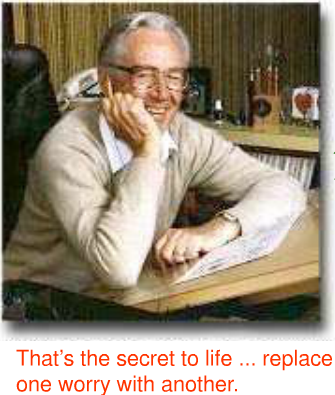 That's the secret to life ... replace
one worry with another.